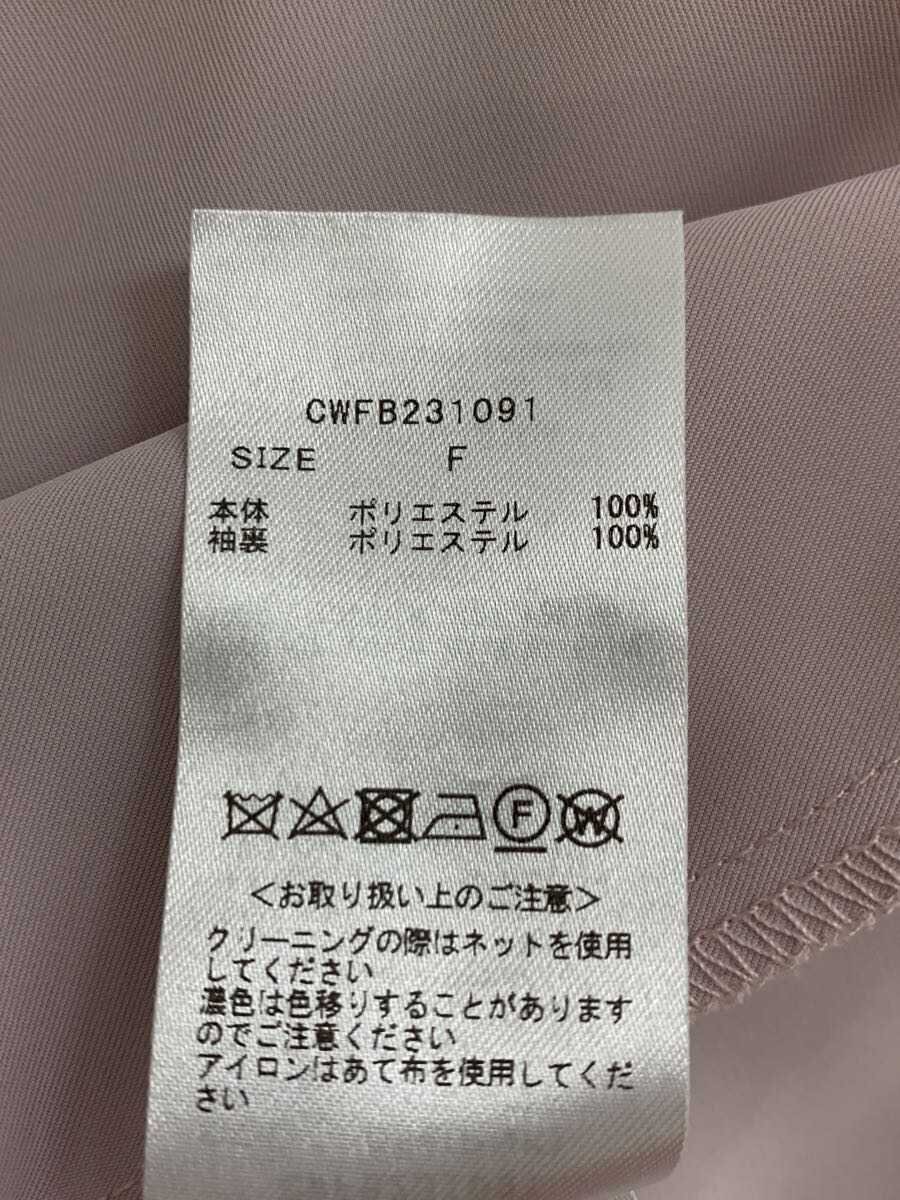 CWFB231091
SIZE F
本体 ポリエステル 100%
袖裏 ポリエステル 100%
F W
<お取り扱い上のご注意>
クリーニングの際はネットを使用
してください
濃色は色移りすることがあります
のでご注意ください
アイロンはあて布を使用してくだ
さい